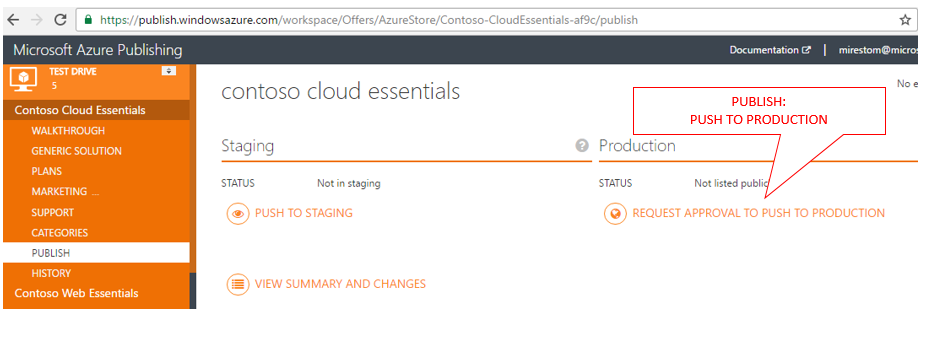 https://publish.windowsazure.com/workspace/Offers/AzureStore/Contoso-CloudEssentials-af9c/publish
Microsoft Azure Publishing
Documentation
|
mirestom@micros
TEST DRIVE
5
Contoso Cloud Essentials
WALKTHROUGH
GENERIC SOLUTION
PLANS
MARKETING ...
SUPPORT
CATEGORIES
PUBLISH
HISTORY
Contoso Web Essentials
contoso cloud essentials
No e
PUBLISH:
PUSH TO PRODUCTION
Staging
?
Production
STATUS Not in staging
STATUS Not listed public
PUSH TO STAGING
REQUEST APPROVAL TO PUSH TO PRODUCTION
VIEW SUMMARY AND CHANGES